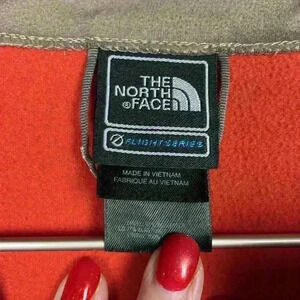 THE
NORTH
FACE
FLIGHT SERIES
MADE IN VIETNAM
FABRIQUÉ AU VIETNAM